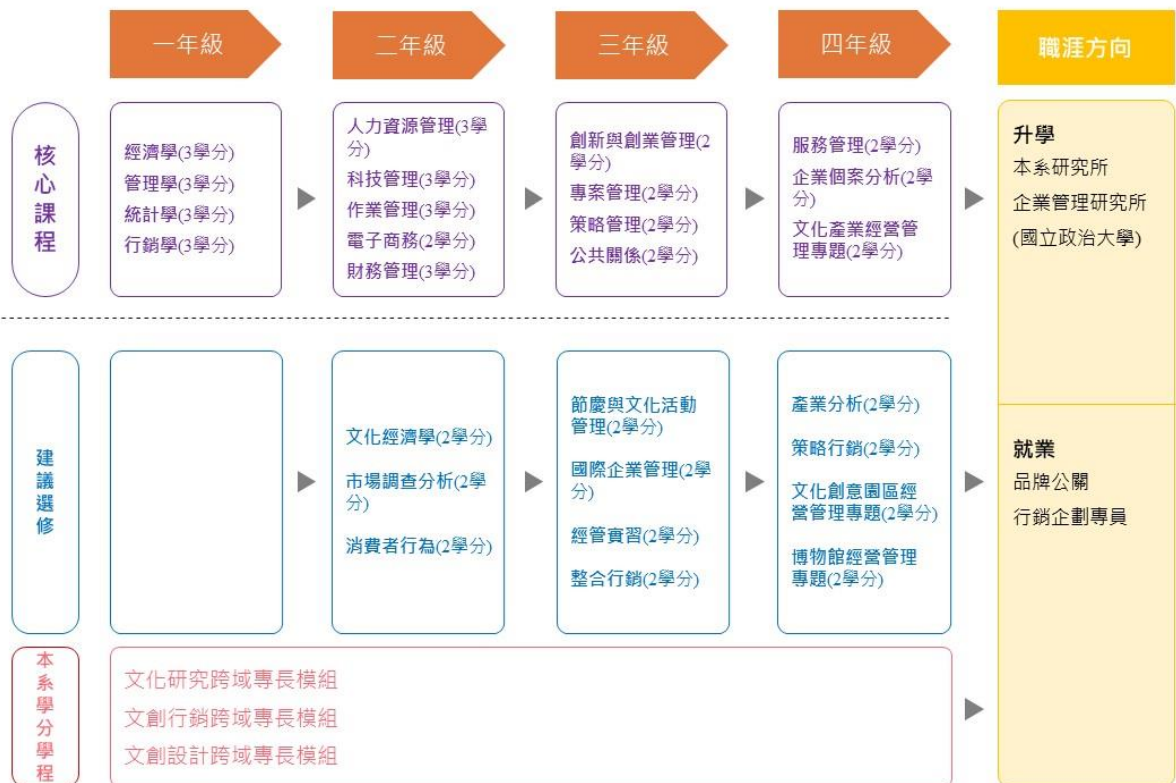 一年級
二年級
三年級
四年級
職涯方向
核心課程
經濟學(3學分)
管理學(3學分)
統計學(3學分)
行銷學(3學分)
人力資源管理(3學
分)
科技管理(3學分)
作業管理(3學分)
電子商務(2學分)
財務管理(3學分)
創新與創業管理(2
學分)
專案管理(2學分)
策略管理(2學分)
公共關係(2學分)
服務管理(2學分)
企業個案分析(2學
分)
文化產業經營管
理專題(2學分)
升學
本系研究所
企業管理研究所
(國立政治大學)
建議選修
文化經濟學(2學分)
市場調查分析(2學
分)
消費者行為(2學分)
節慶與文化活動
管理(2學分)
國際企業管理(2學
分)
經管實習(2學分)
整合行銷(2學分)
產業分析(2學分)
策略行銷(2學分)
文化創意園區經
營管理專題(2學分)
博物館經營管理
專題(2學分)
就業
品牌公關
行銷企劃專員
本系學分學程
文化研究跨域專長模組
文創行銷跨域專長模組
文創設計跨域專長模組